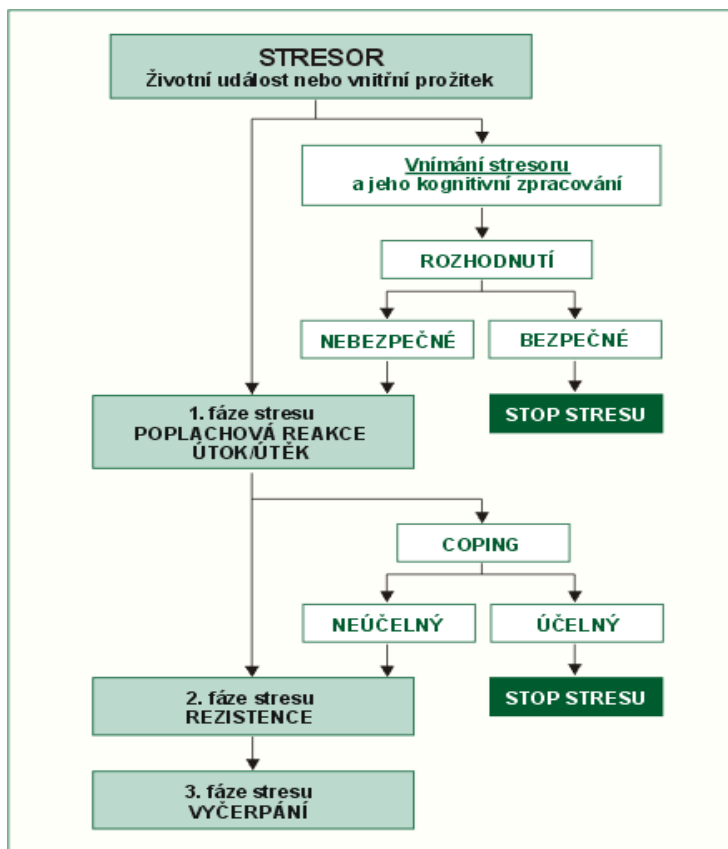 STRESOR
Životní událost nebo vnitřní prožitek
Vnímání stresoru
a jeho kognitivní zpracování
ROZHODNUTÍ
NEBEZPEČNÉ
BEZPEČNÉ
1. fáze stresu
POPLACHOVÁ REAKCE
ÚTOK/ÚTĚK
STOP STRESU
COPING
NEÚČELNÝ
ÚČELNÝ
2. fáze stresu
REZISTENCE
STOP STRESU
3. fáze stresu
VYČERPÁNÍ